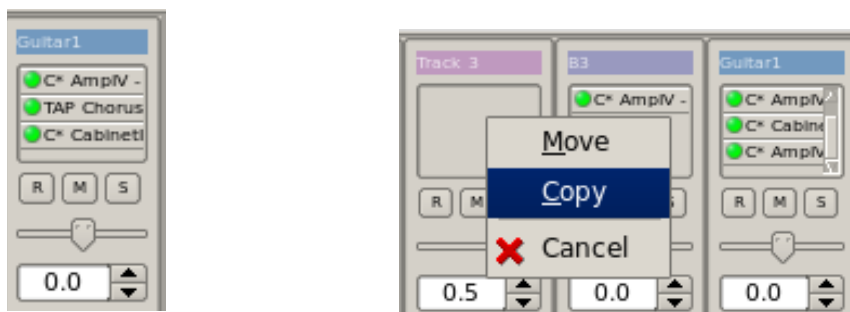 Guitar1
C* AmpIV -
TAP Chorus
C* CabinetI
R M S
0.0
Track 3 B3 Guitar1
C* AmpIV - C* AmpIV
C* Cabine
C* AmpIV
Move
Copy
Cancel
R M R M S
0.5 0.0 0.0